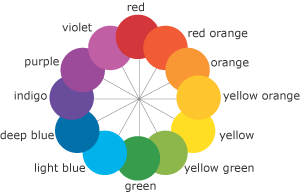 red
red orange
orange
yellow orange
yellow
yellow green
green
light blue
deep blue
indigo
purple
violet